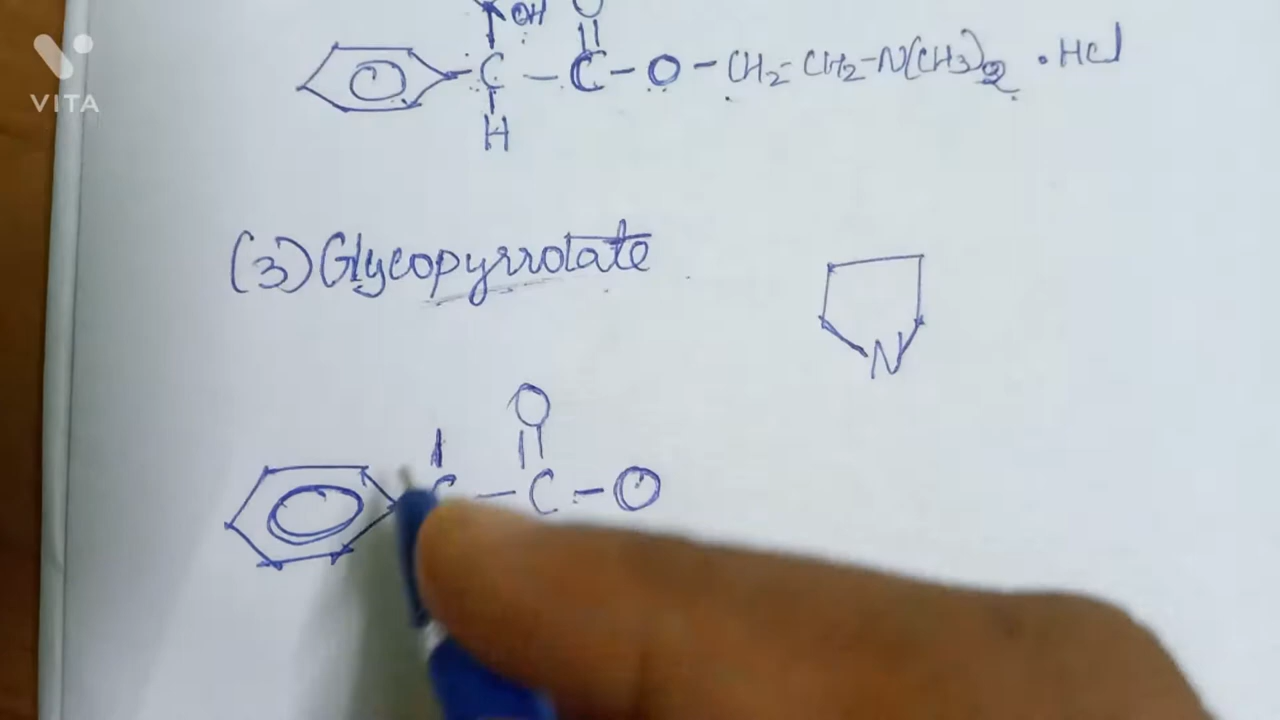 VITA
OH
C — C – O – CH2 – CH2 – N(CH3)2 · HCl
H
(3) Glycopyrrolate
N
O
C — C – O